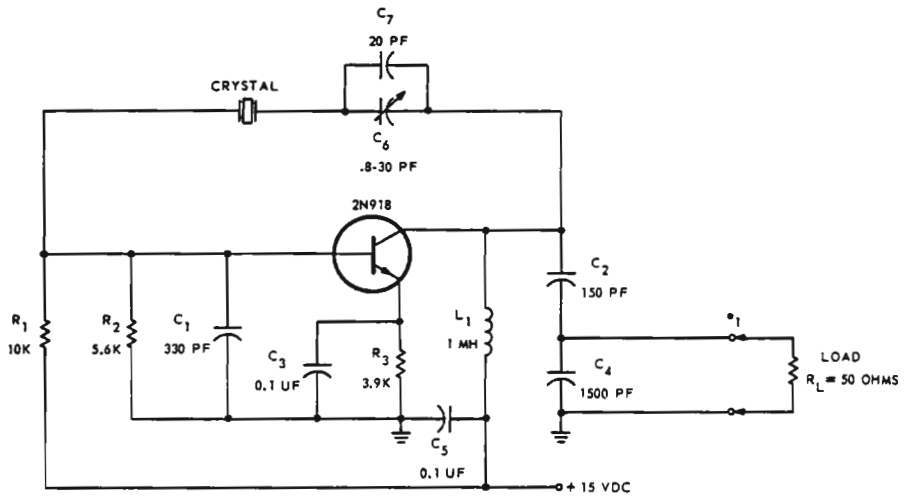 C7
20 PF
CRYSTAL
C6
.8-30 PF
2N918
R1
10K
R2
5.6K
C1
330 PF
C3
0.1 UF
R3
3.9K
L1
1 MH
C2
150 PF
C4
1500 PF
*1
LOAD
RL = 50 OHMS
C5
0.1 UF
+ 15 VDC